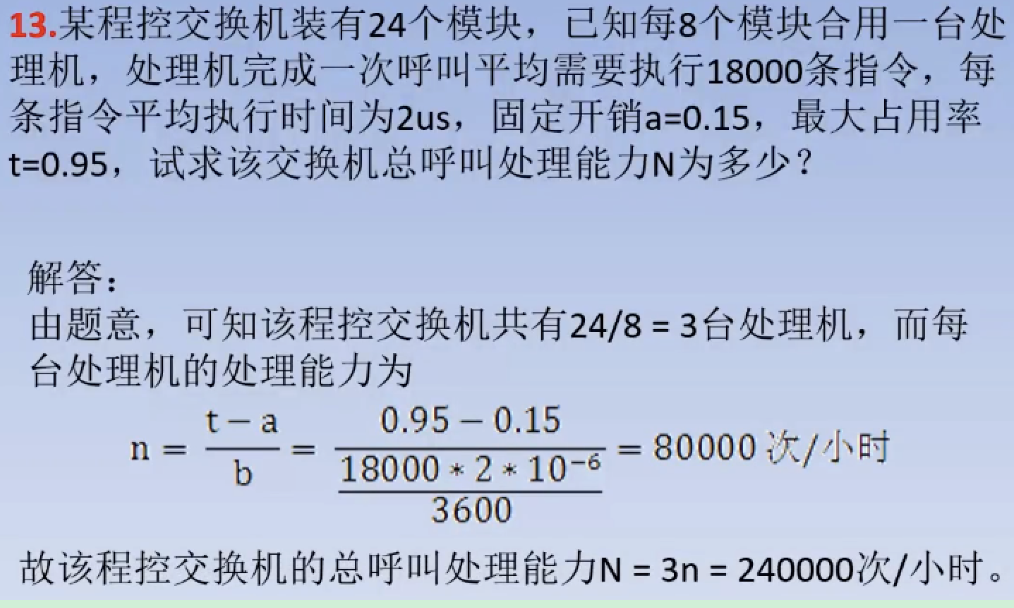 13.某程控交换机装有24个模块，已知每8个模块合用一台处
理机，处理机完成一次呼叫平均需要执行18000条指令，每
条指令平均执行时间为2us，固定开销a=0.15，最大占用率
t=0.95，试求该交换机总呼叫处理能力N为多少？
解答：
由题意，可知该程控交换机共有24/8 = 3台处理机，而每
台处理机的处理能力为
n = (t − a)/b = (0.95 − 0.15)/((18000 * 2 * 10⁻⁶)/3600) = 80000 次/小时
故该程控交换机的总呼叫处理能力N = 3n = 240000次/小时。